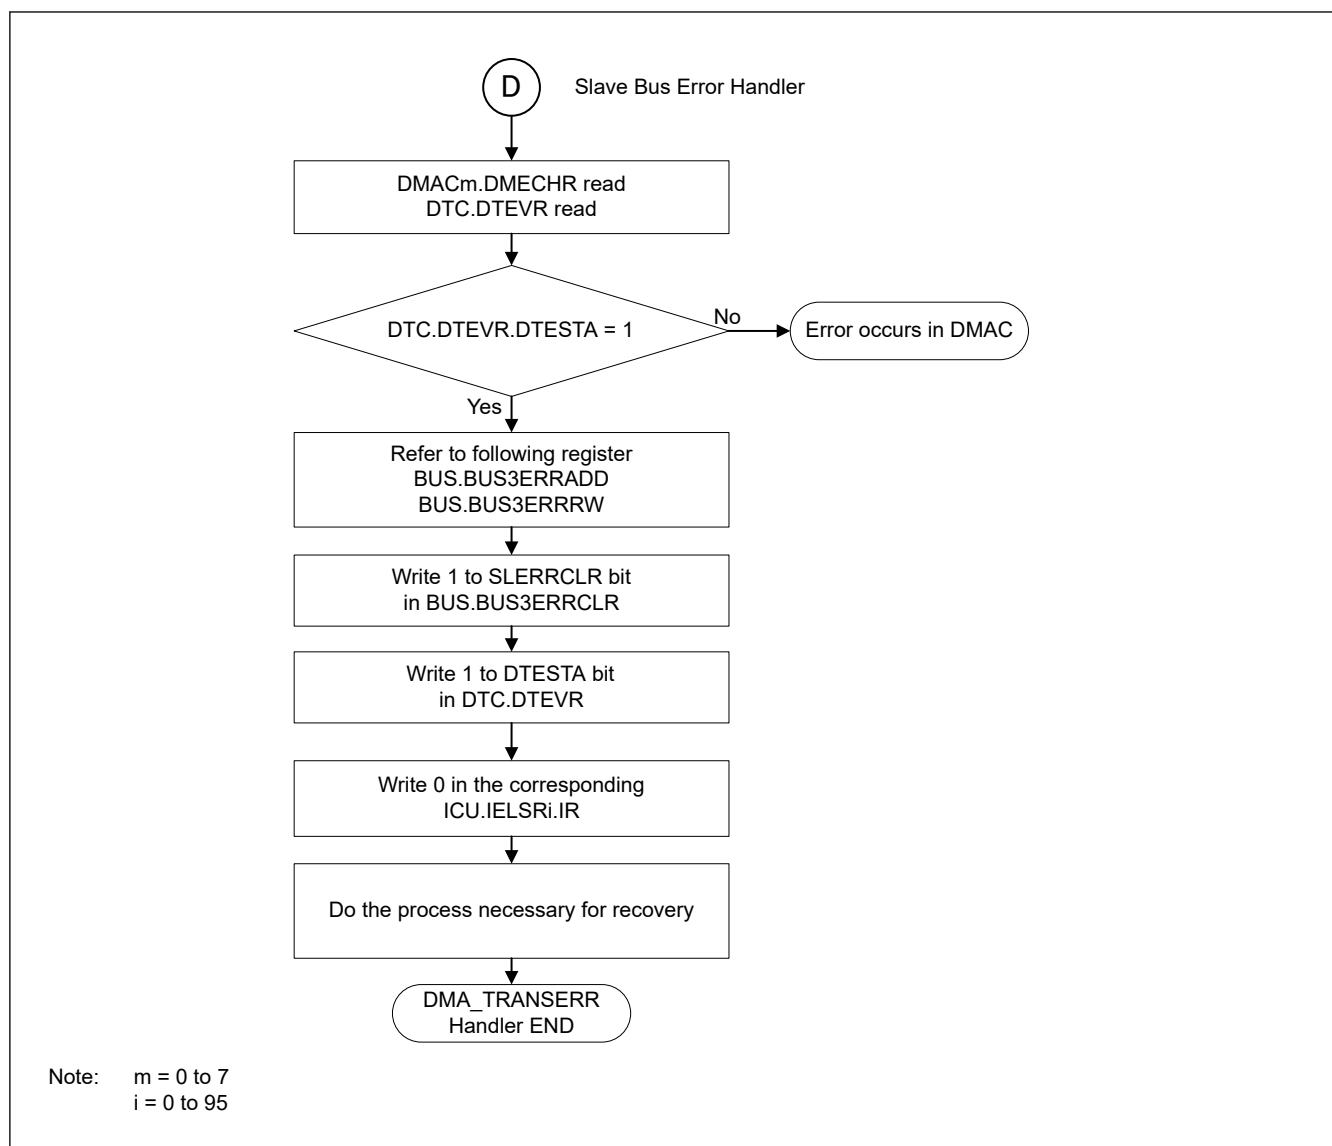 D
Slave Bus Error Handler
DMACm.DMECHR read
DTC.DTEVR read
DTC.DTEVR.DTESTA = 1
No
Error occurs in DMAC
Yes
Refer to following register
BUS.BUS3ERRADD
BUS.BUS3ERRRW
Write 1 to SLERRCLR bit
in BUS.BUS3ERRCLR
Write 1 to DTESTA bit
in DTC.DTEVR
Write 0 in the corresponding
ICU.IELSRi.IR
Do the process necessary for recovery
DMA_TRANSERR
Handler END
Note: m = 0 to 7
i = 0 to 95